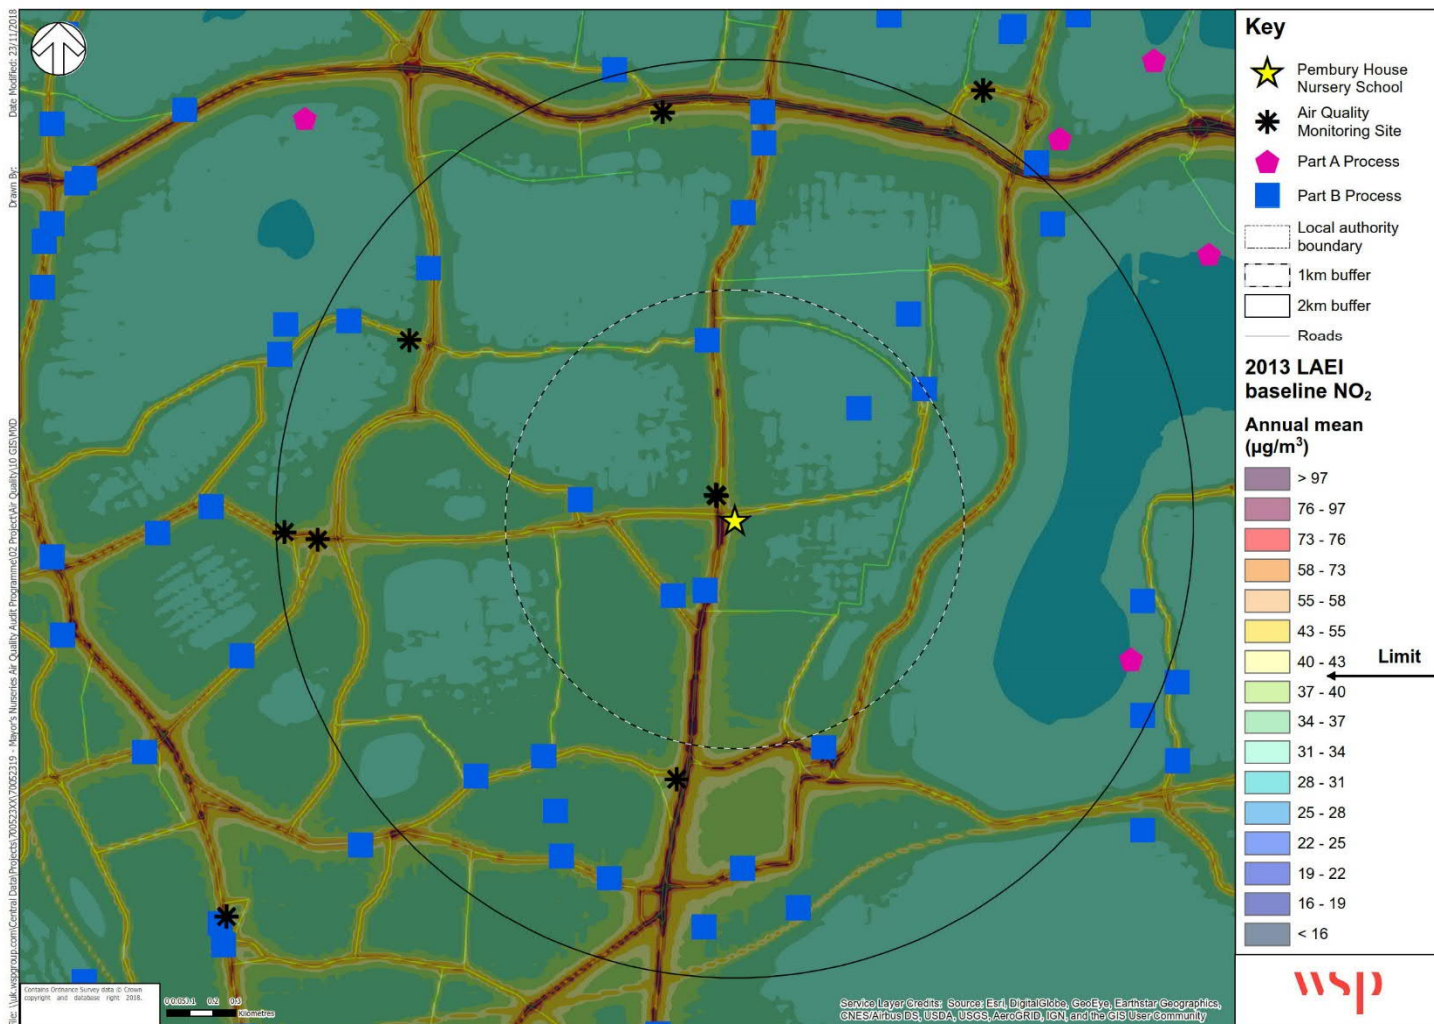 Key
Pembury House
Nursery School
Air Quality
Monitoring Site
Part A Process
Part B Process
Local authority
boundary
1km buffer
2km buffer
Roads
2013 LAEI
baseline NO₂
Annual mean
(µg/m³)
> 97
76 - 97
73 - 76
58 - 73
55 - 58
43 - 55
40 - 43
Limit
37 - 40
34 - 37
31 - 34
28 - 31
25 - 28
22 - 25
19 - 22
16 - 19
< 16
wsp
Date Modified: 23/11/2018
Drawn By:
Contains Ordnance Survey data © Crown
copyright and database right 2018.
Kilometres
Service Layer Credits: Source: Esri, DigitalGlobe, GeoEye, Earthstar Geographics,
CNES/Airbus DS, USDA, USGS, AeroGRID, IGN, and the GIS User Community